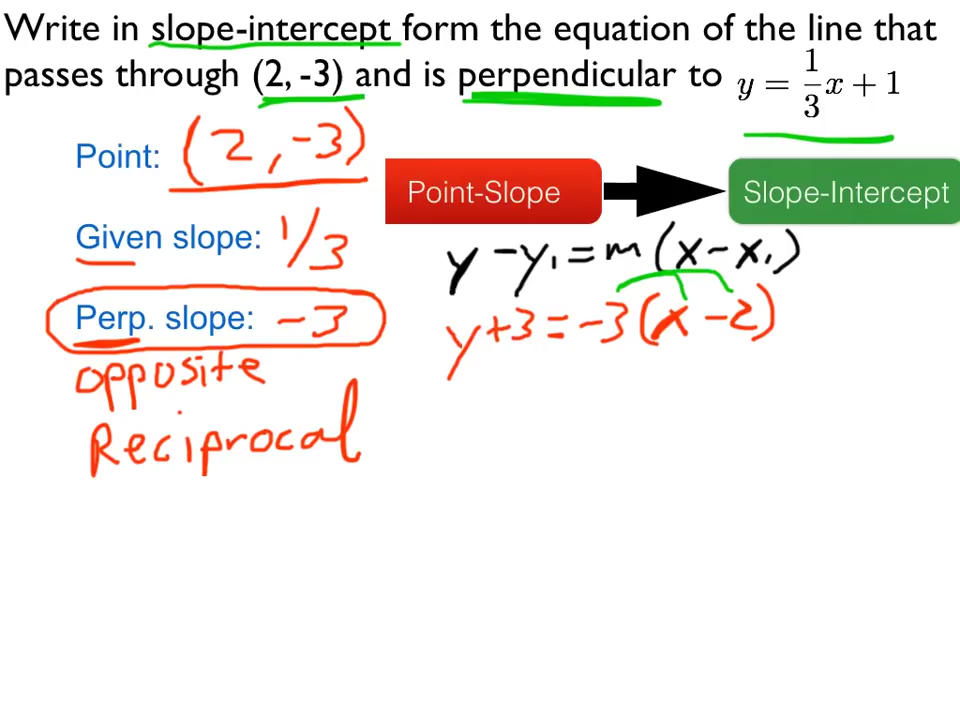 Write in slope-intercept form the equation of the line that
passes through (2, -3) and is perpendicular to y = 1/3 x + 1
Point: (2, -3)
Point-Slope
Slope-Intercept
Given slope: 1/3
y - y₁ = m(x - x₁)
Perp. slope: -3
y + 3 = -3(x - 2)
opposite
Reciprocal